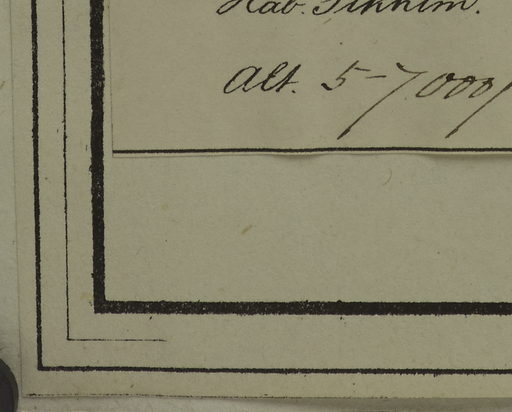 Hab. Sikkim.
Alt. 5-7000/